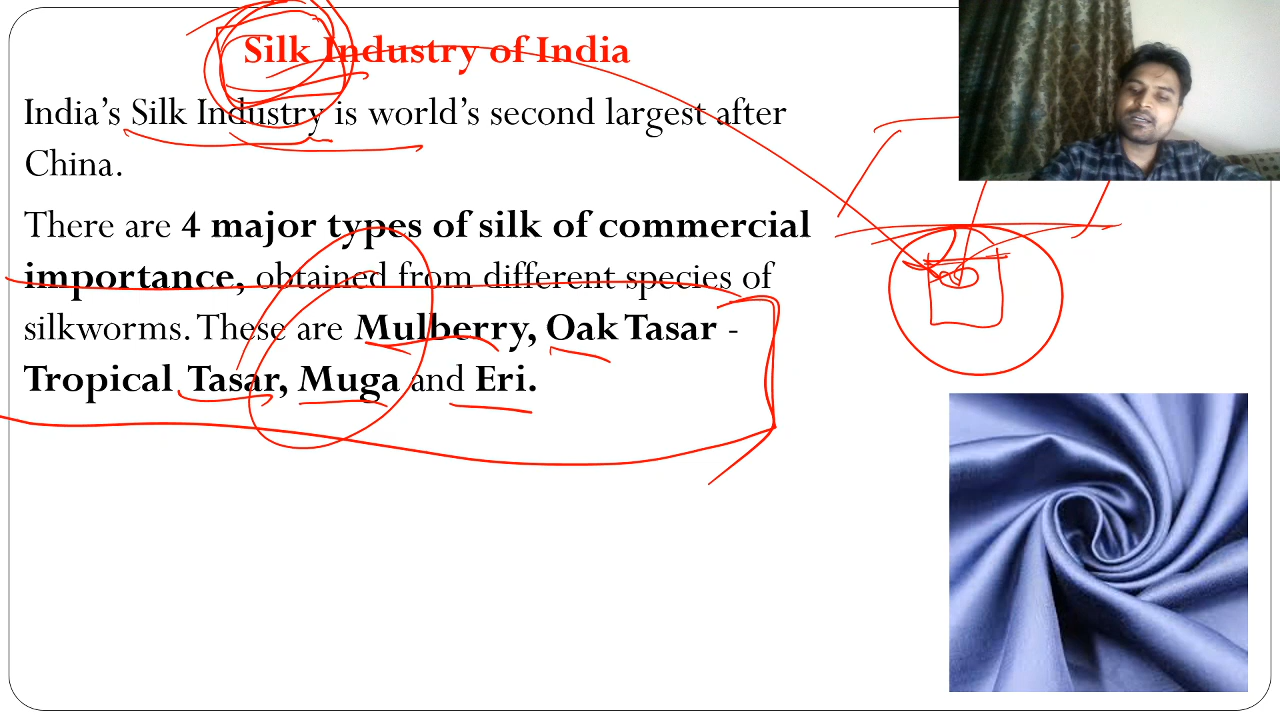 Silk Industry of India
India's Silk Industry is world's second largest after
China.
There are 4 major types of silk of commercial
importance, obtained from different species of
silkworms. These are Mulberry, Oak Tasar -
Tropical Tasar, Muga and Eri.